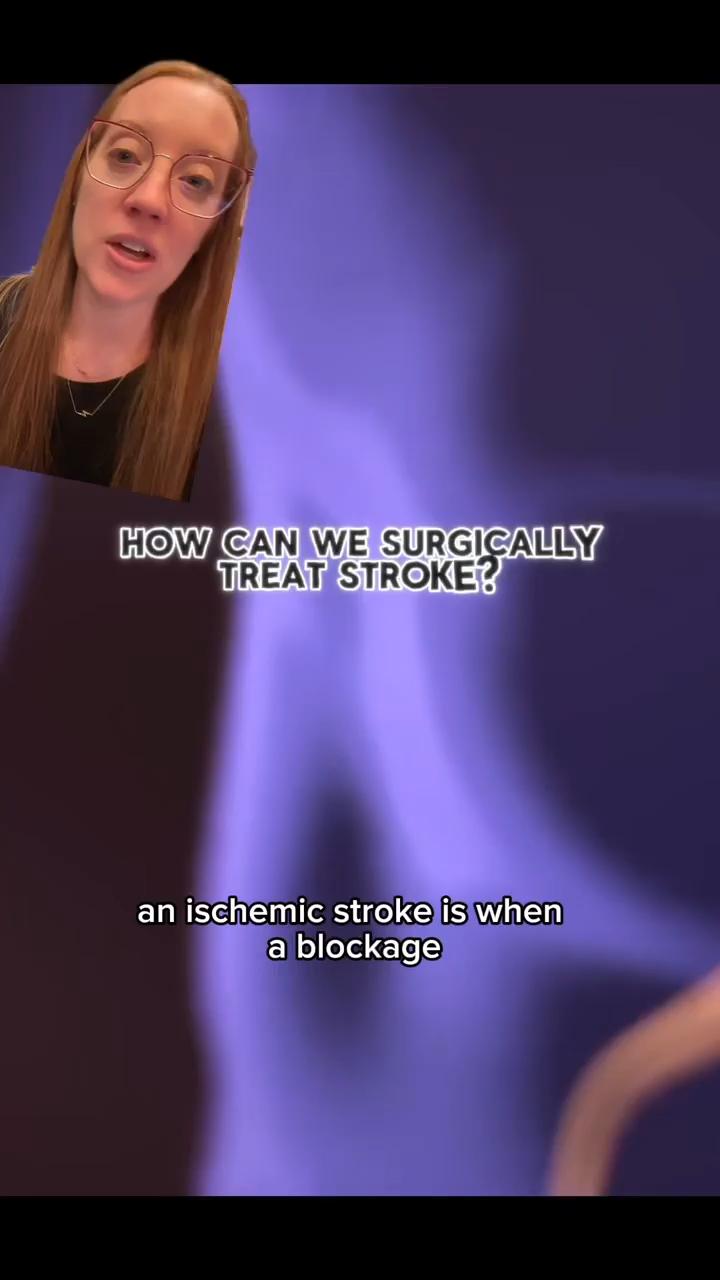 HOW CAN WE SURGICALLY
TREAT STROKE?
an ischemic stroke is when
a blockage